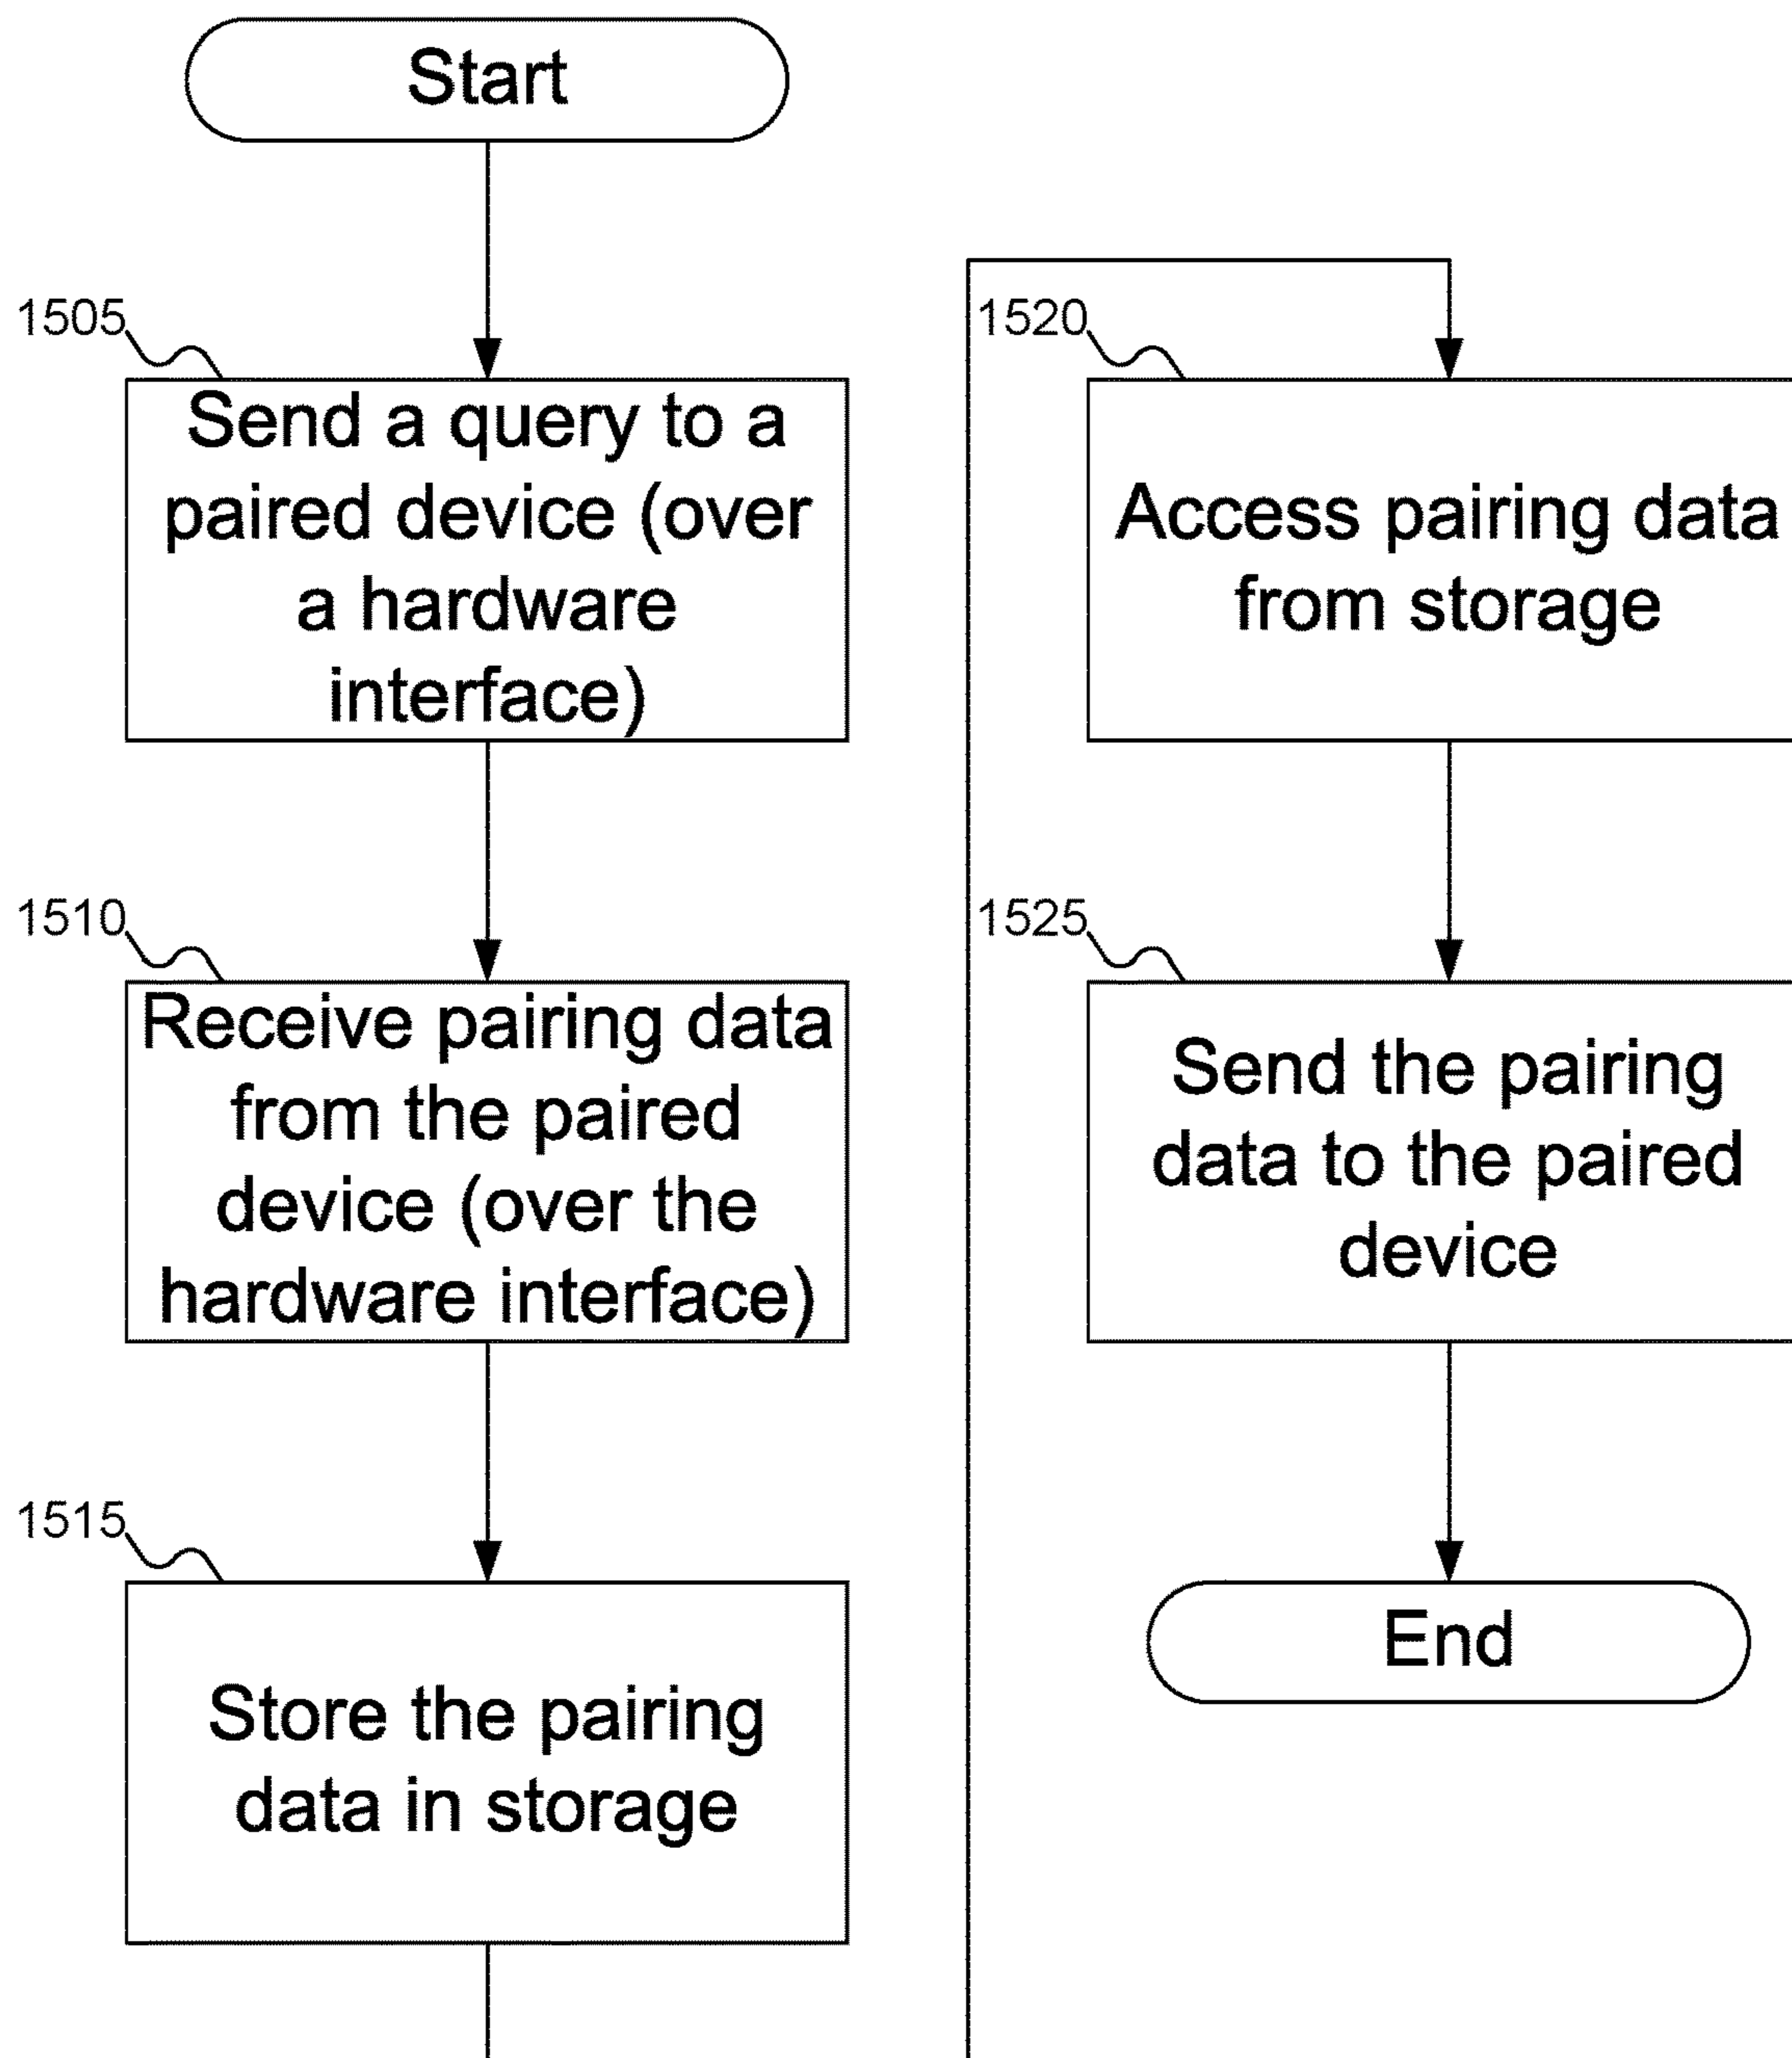 Start
1505
Send a query to a
paired device (over
a hardware
interface)
1510
Receive pairing data
from the paired
device (over the
hardware interface)
1515
Store the pairing
data in storage
1520
Access pairing data
from storage
1525
Send the pairing
data to the paired
device
End